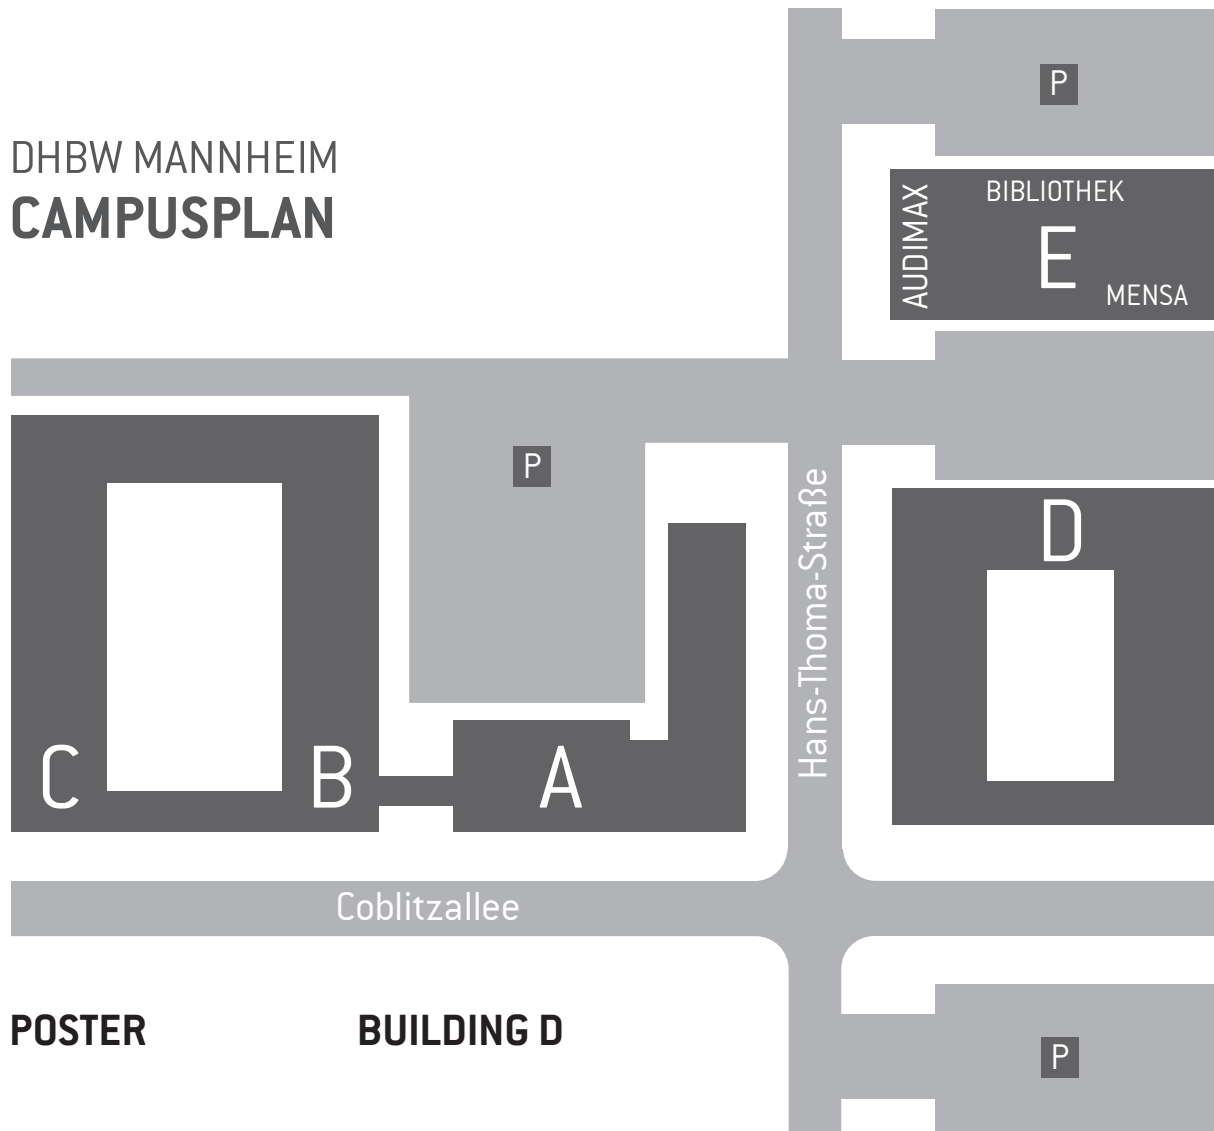 DHBW MANNHEIM
CAMPUSPLAN
P
AUDIMAX
BIBLIOTHEK
E
MENSA
P
Hans-Thoma-Straße
D
C
B
A
Coblitzallee
POSTER
BUILDING D
P